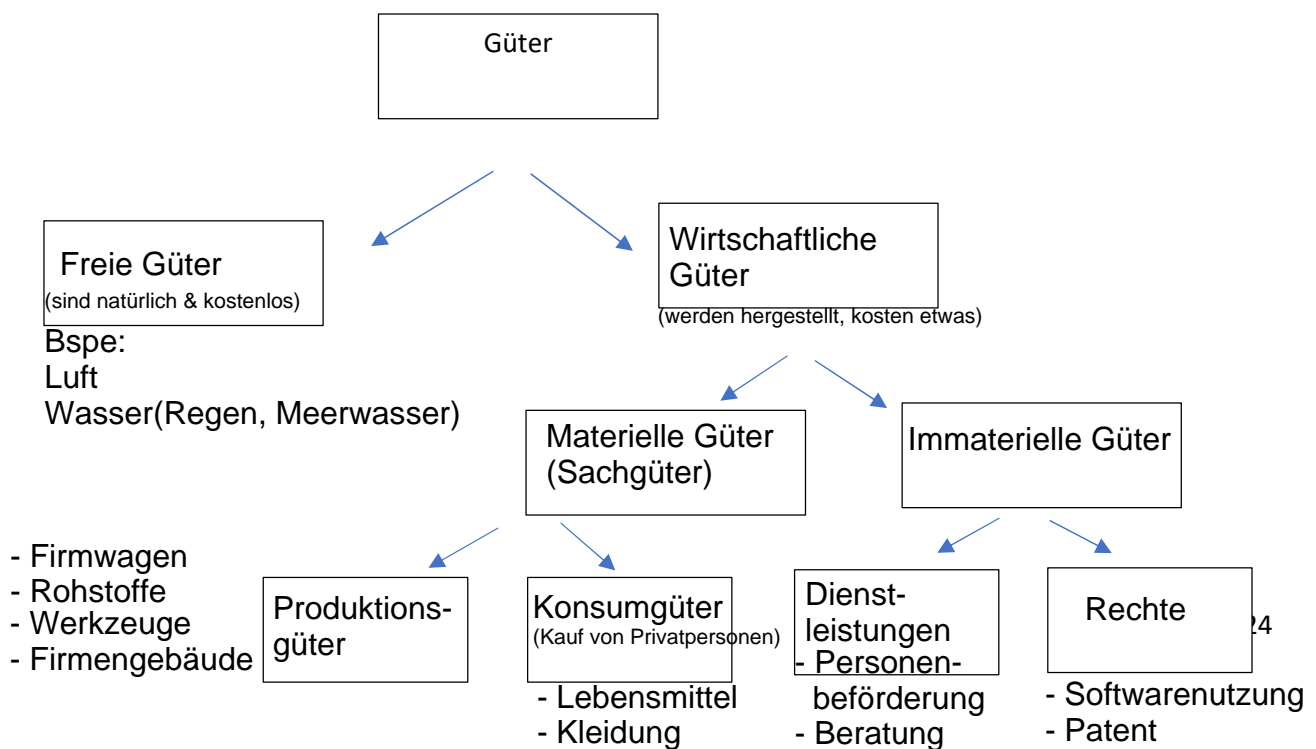 Güter
Freie Güter
(sind natürlich & kostenlos)
Bspe:
Luft
Wasser(Regen, Meerwasser)
Wirtschaftliche
Güter
(werden hergestellt, kosten etwas)
Materielle Güter
(Sachgüter)
Immaterielle Güter
- Firmwagen
- Rohstoffe
- Werkzeuge
- Firmengebäude
Produktions-
güter
Konsumgüter
(Kauf von Privatpersonen)
- Lebensmittel
- Kleidung
Dienst-
leistungen
- Personen-
beförderung
- Beratung
Rechte
24
- Softwarenutzung
- Patent